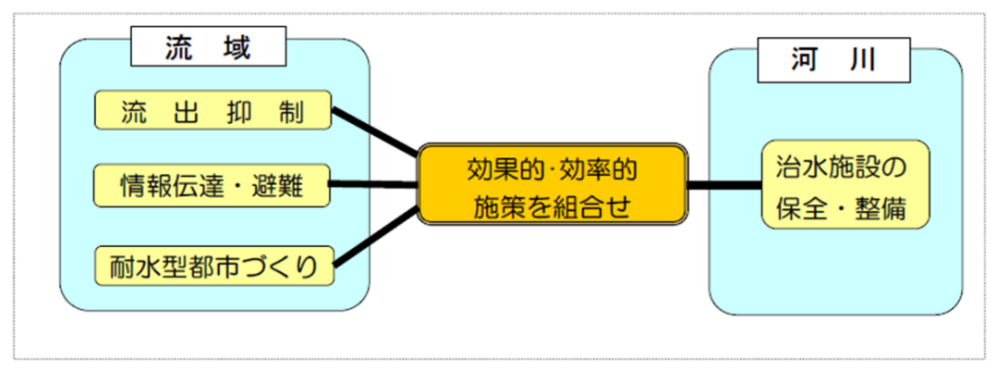 流 域
流 出 抑 制
情報伝達・避難
耐水型都市づくり
効果的・効率的
施策を組合せ
河 川
治水施設の
保全・整備